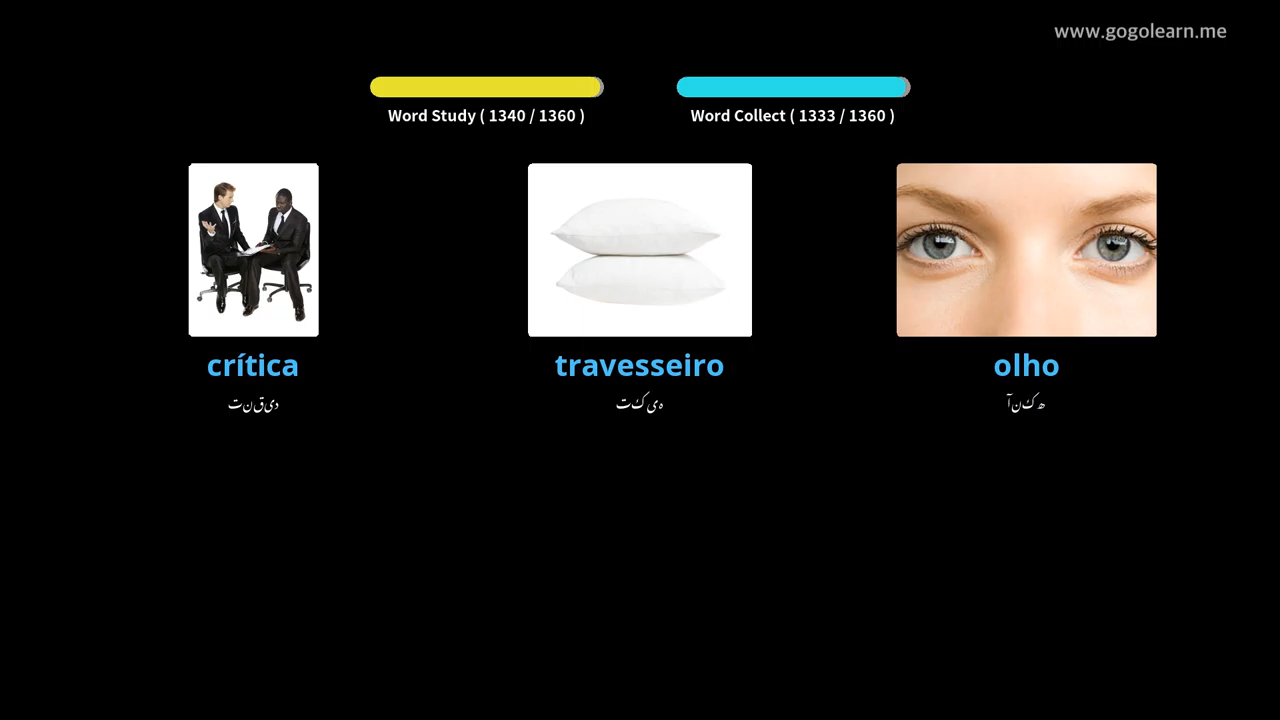 www.gogolearn.me
Word Study ( 1340 / 1360 )
Word Collect ( 1333 / 1360 )
crítica
تنقید
travesseiro
تکیہ
olho
آنکھ